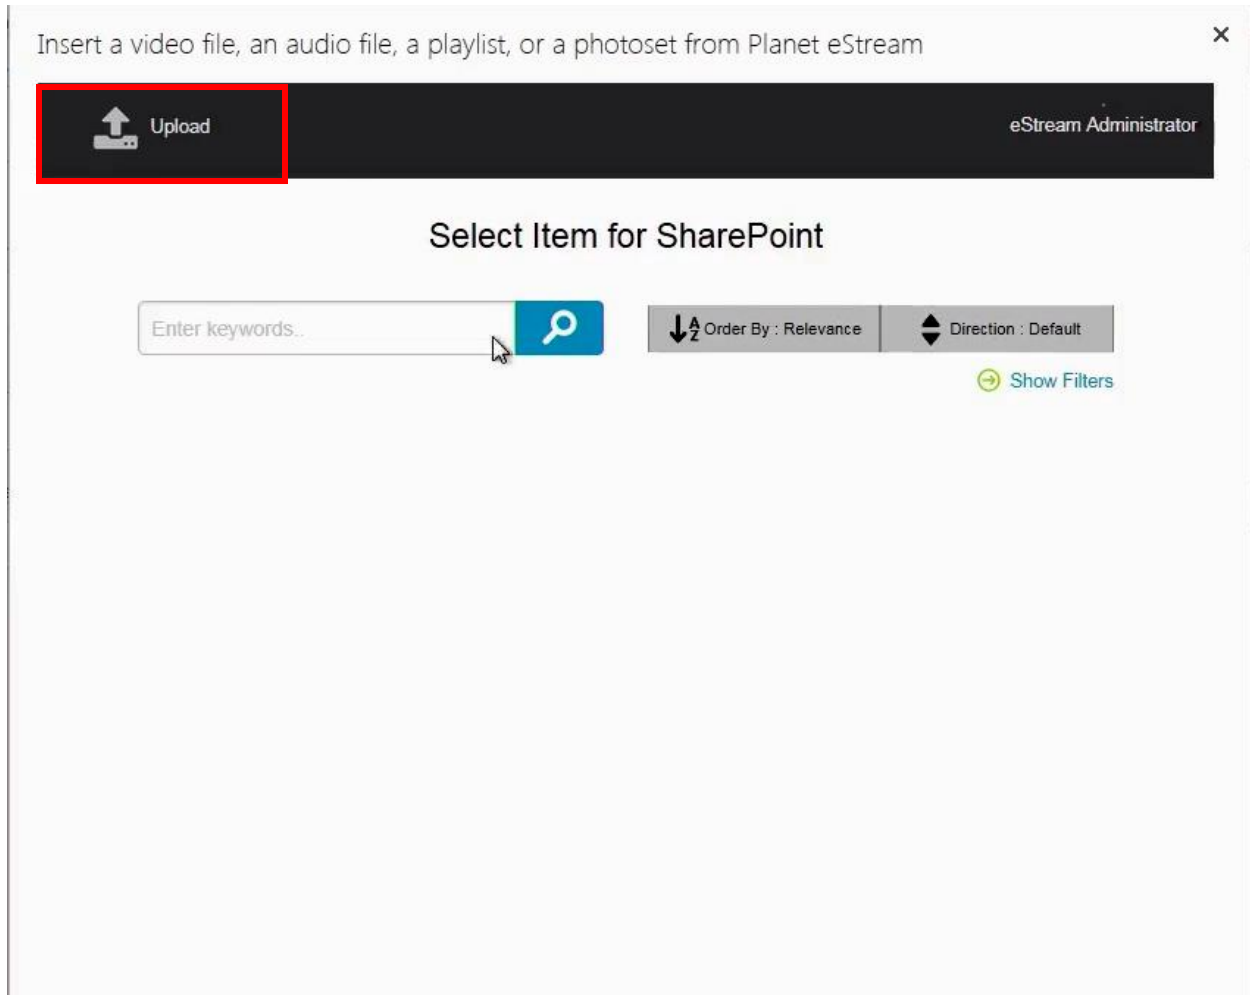 Insert a video file, an audio file, a playlist, or a photoset from Planet eStream
Upload
eStream Administrator
Select Item for SharePoint
Enter keywords..
Order By : Relevance
Direction : Default
Show Filters